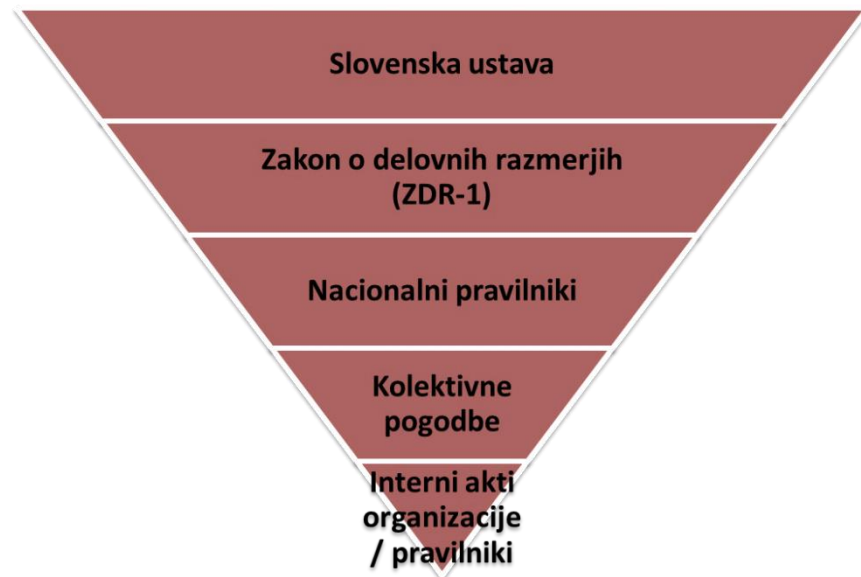 Slovenska ustava
Zakon o delovnih razmerjih
(ZDR-1)
Nacionalni pravilniki
Kolektivne
pogodbe
Interni akti
organizacije
/ pravilniki